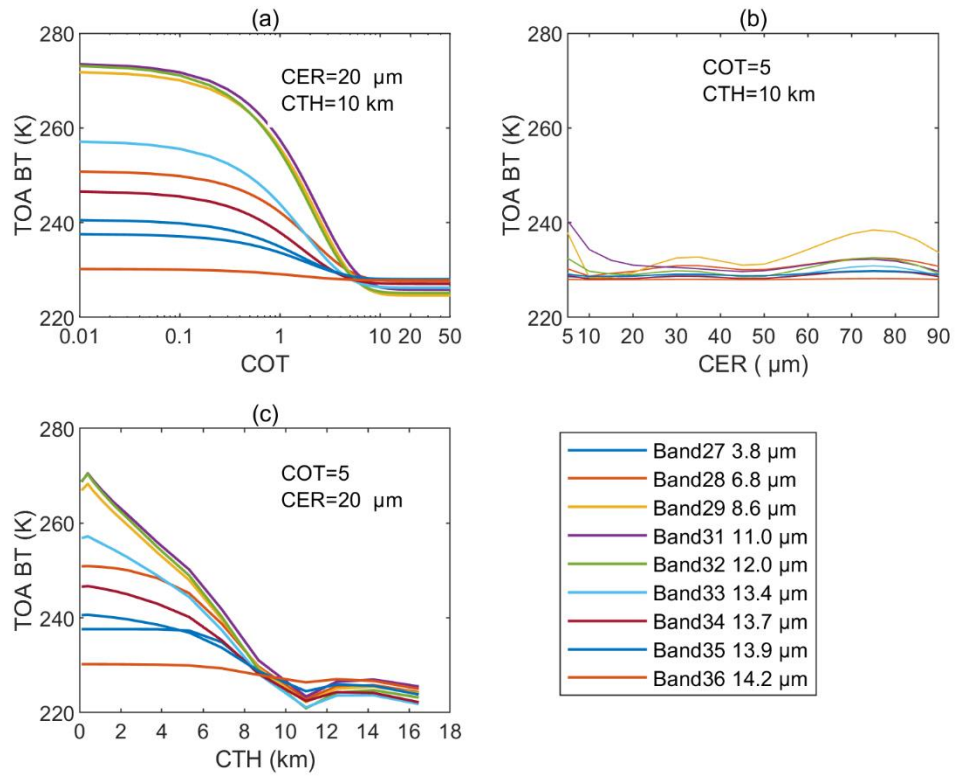 (a)
280
260
240
220
TOA BT (K)
CER=20 μm
CTH=10 km
0.01 0.1 1 10 20 50
COT
(b)
280
260
240
220
TOA BT (K)
COT=5
CTH=10 km
5 10 20 30 40 50 60 70 80 90
CER ( μm)
(c)
280
260
240
220
TOA BT (K)
COT=5
CER=20 μm
0 2 4 6 8 10 12 14 16 18
CTH (km)
Band27 3.8 μm
Band28 6.8 μm
Band29 8.6 μm
Band31 11.0 μm
Band32 12.0 μm
Band33 13.4 μm
Band34 13.7 μm
Band35 13.9 μm
Band36 14.2 μm